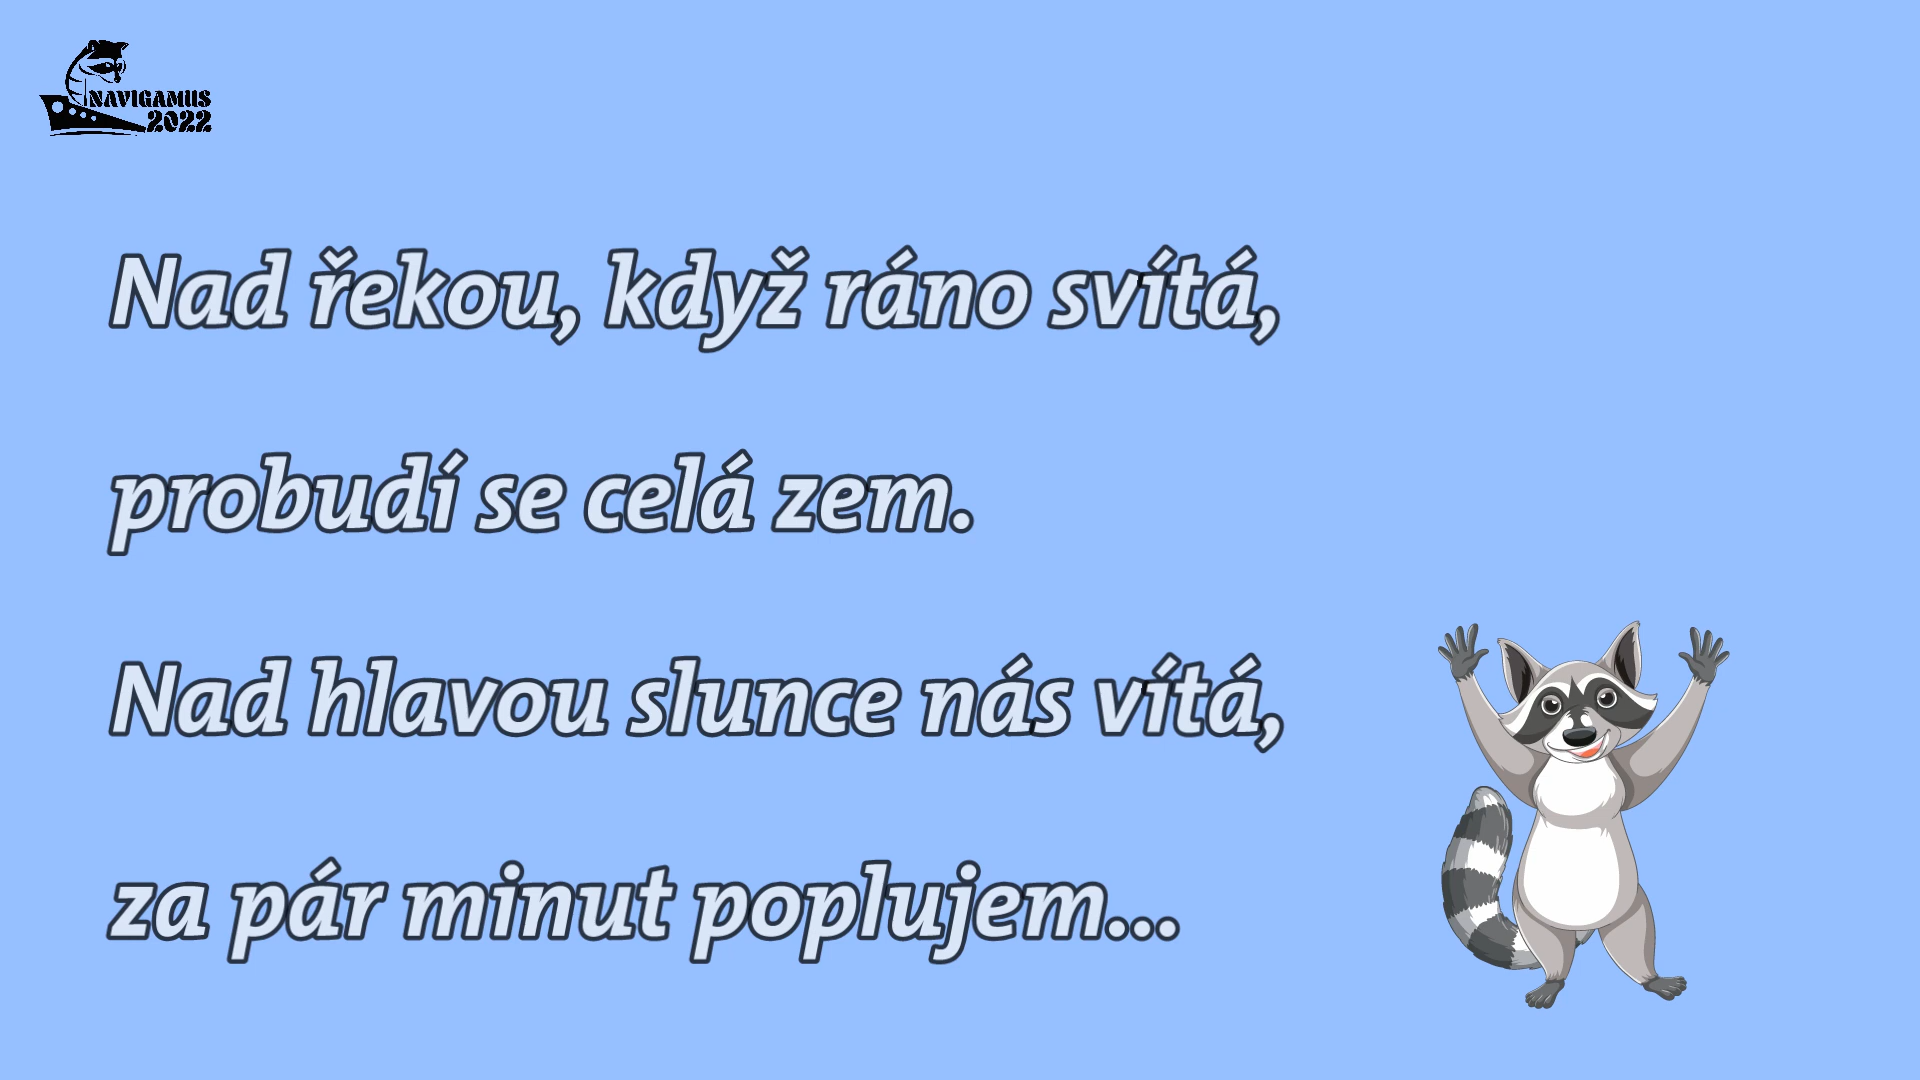 NAVIGAMUS
2022
Nad řekou, když ráno svítá,
probudí se celá zem.
Nad hlavou slunce nás vítá,
za pár minut poplujem...